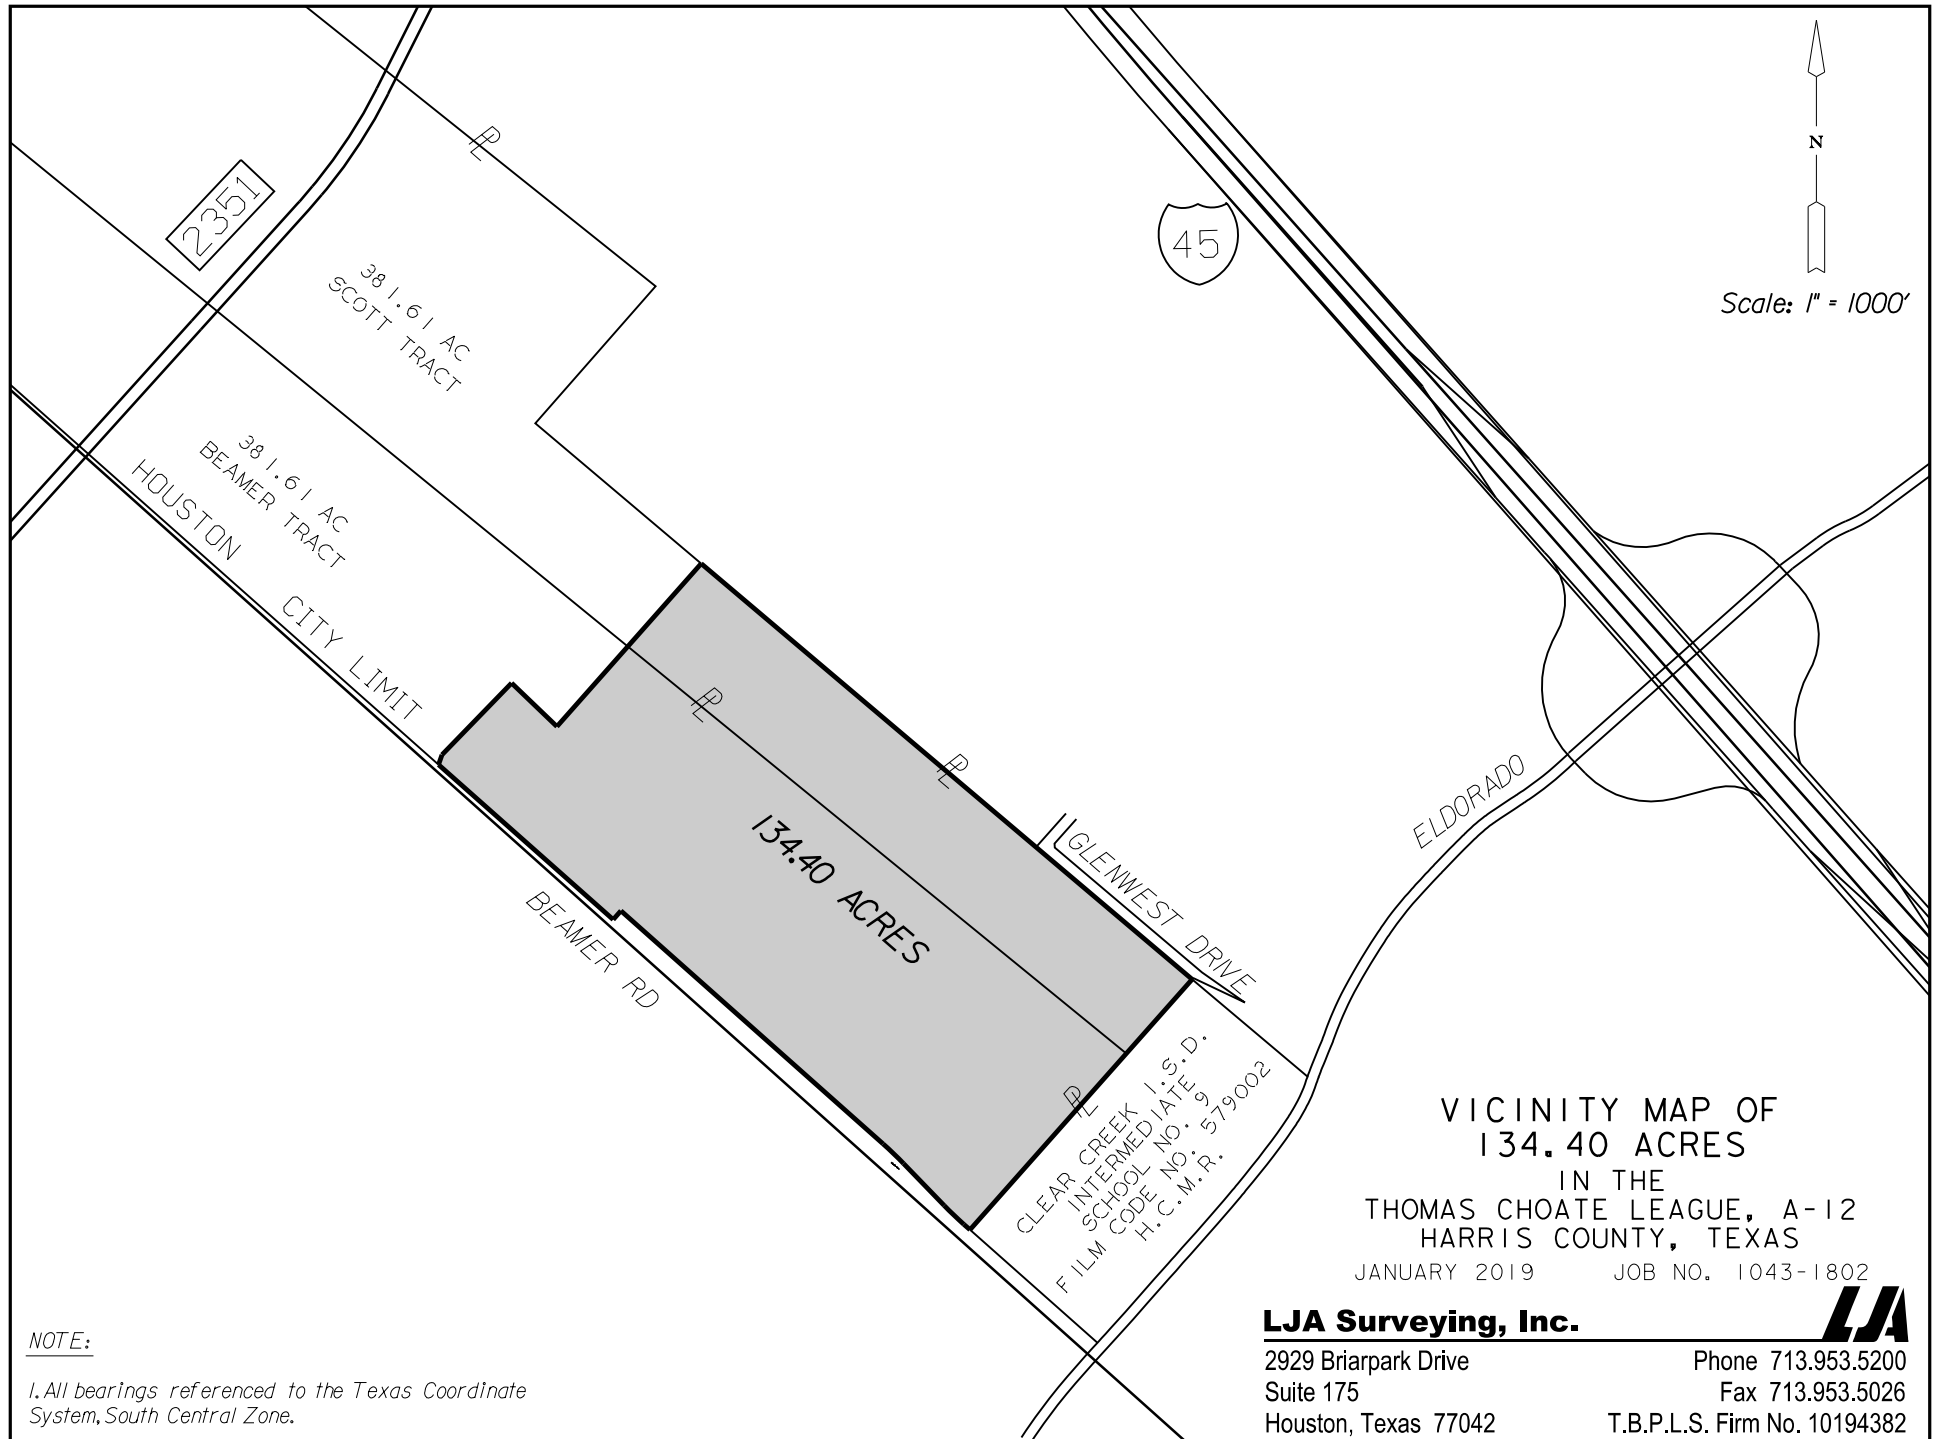 N
Scale: 1" = 1000'
2351
45
381.61 AC
SCOTT TRACT
381.61 AC
BEAMER TRACT
HOUSTON CITY LIMIT
PL
PL
PL
PL
134.40 ACRES
BEAMER RD
GLENWEST DRIVE
ELDORADO
CLEAR CREEK I.S.D.
INTERMEDIATE
SCHOOL NO. 9
FILM CODE NO. 579002
H.C.M.R.
VICINITY MAP OF
134.40 ACRES
IN THE
THOMAS CHOATE LEAGUE, A-12
HARRIS COUNTY, TEXAS
JANUARY 2019 JOB NO. 1043-1802
LJA Surveying, Inc.
LJA
2929 Briarpark Drive
Phone 713.953.5200
Suite 175
Fax 713.953.5026
Houston, Texas 77042
T.B.P.L.S. Firm No. 10194382
NOTE:
1. All bearings referenced to the Texas Coordinate
System, South Central Zone.